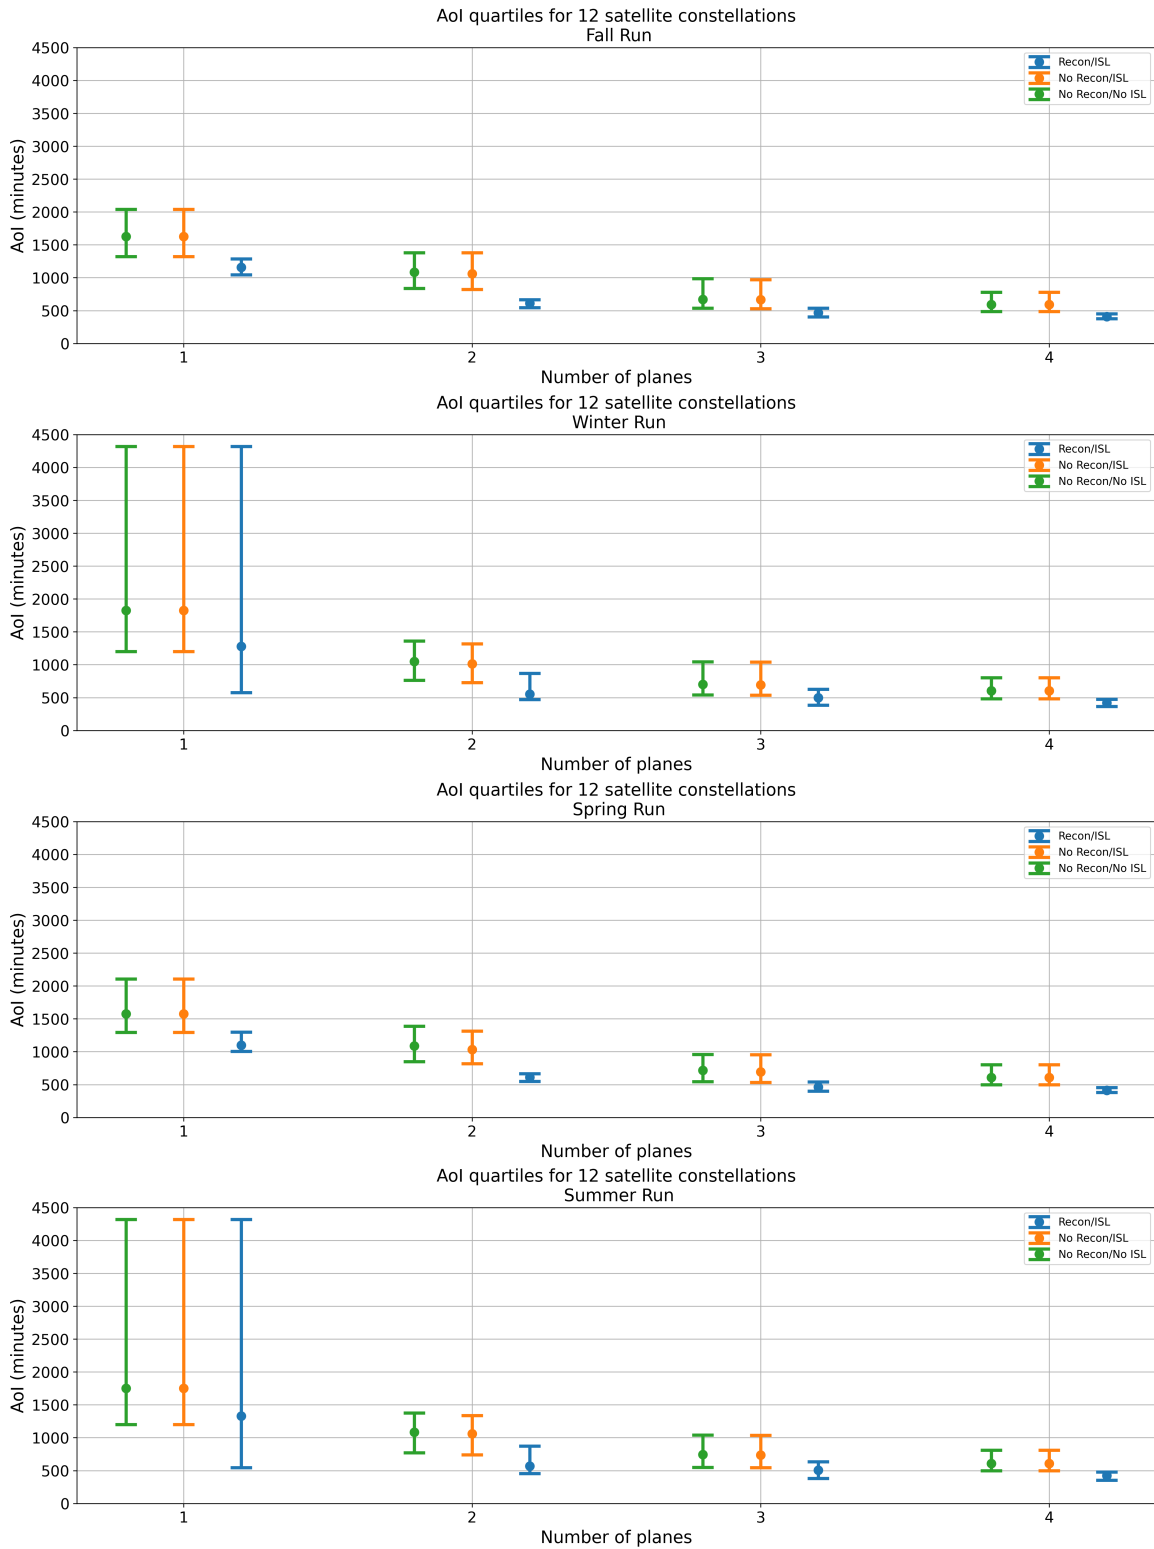 AoI quartiles for 12 satellite constellations
Fall Run
4500
4000
3500
3000
2500
2000
1500
1000
500
0
AoI (minutes)
Recon/ISL
No Recon/ISL
No Recon/No ISL
1 2 3 4
Number of planes
AoI quartiles for 12 satellite constellations
Winter Run
4500
4000
3500
3000
2500
2000
1500
1000
500
0
AoI (minutes)
Recon/ISL
No Recon/ISL
No Recon/No ISL
1 2 3 4
Number of planes
AoI quartiles for 12 satellite constellations
Spring Run
4500
4000
3500
3000
2500
2000
1500
1000
500
0
AoI (minutes)
Recon/ISL
No Recon/ISL
No Recon/No ISL
1 2 3 4
Number of planes
AoI quartiles for 12 satellite constellations
Summer Run
4500
4000
3500
3000
2500
2000
1500
1000
500
0
AoI (minutes)
Recon/ISL
No Recon/ISL
No Recon/No ISL
1 2 3 4
Number of planes